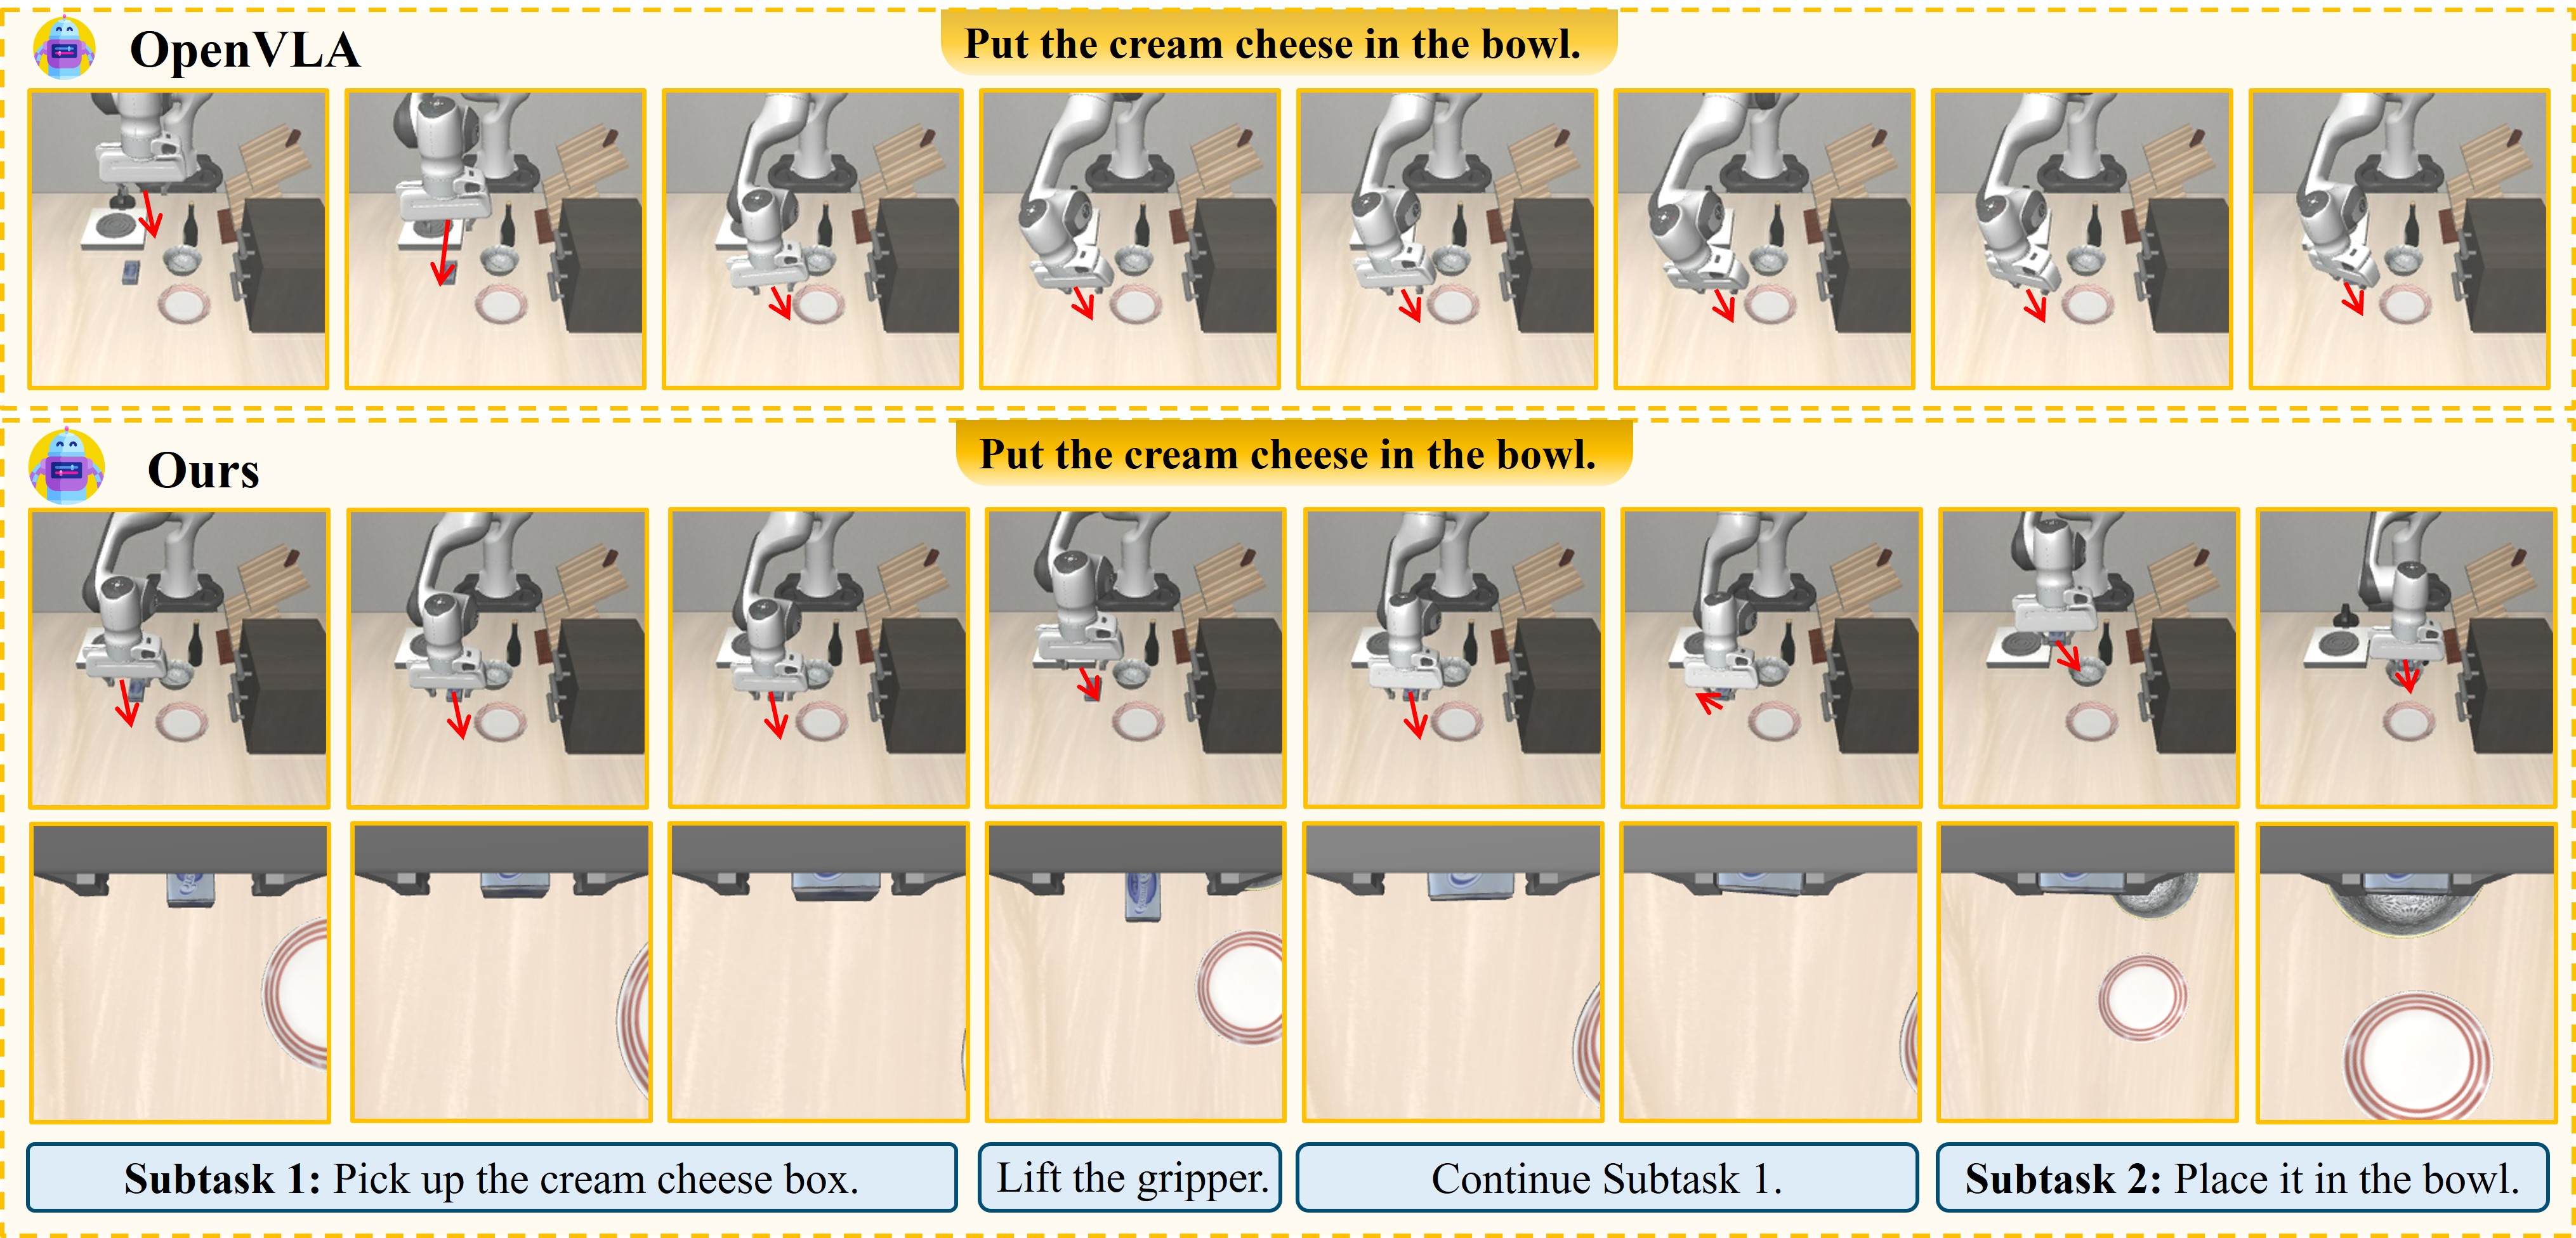 OpenVLA
Put the cream cheese in the bowl.
Ours
Put the cream cheese in the bowl.
Subtask 1: Pick up the cream cheese box.
Lift the gripper.
Continue Subtask 1.
Subtask 2: Place it in the bowl.